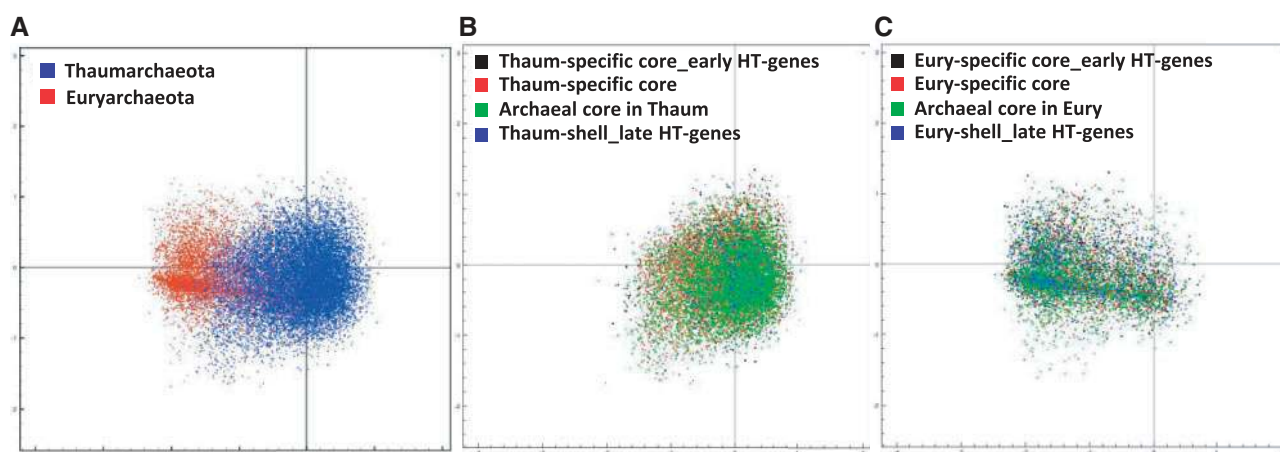 A
Thaumarchaeota
Euryarchaeota
B
Thaum-specific core_early HT-genes
Thaum-specific core
Archaeal core in Thaum
Thaum-shell_late HT-genes
C
Eury-specific core_early HT-genes
Eury-specific core
Archaeal core in Eury
Eury-shell_late HT-genes